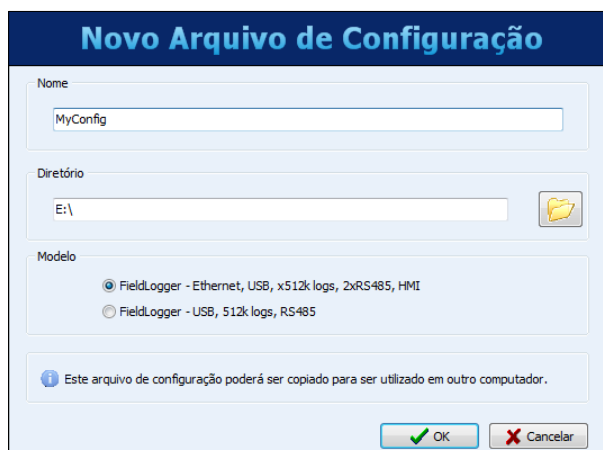 Novo Arquivo de Configuração
Nome
MyConfig
Diretório
E:\
Modelo
FieldLogger - Ethernet, USB, x512k logs, 2xRS485, HMI
FieldLogger - USB, 512k logs, RS485
Este arquivo de configuração poderá ser copiado para ser utilizado em outro computador.
OK
Cancelar